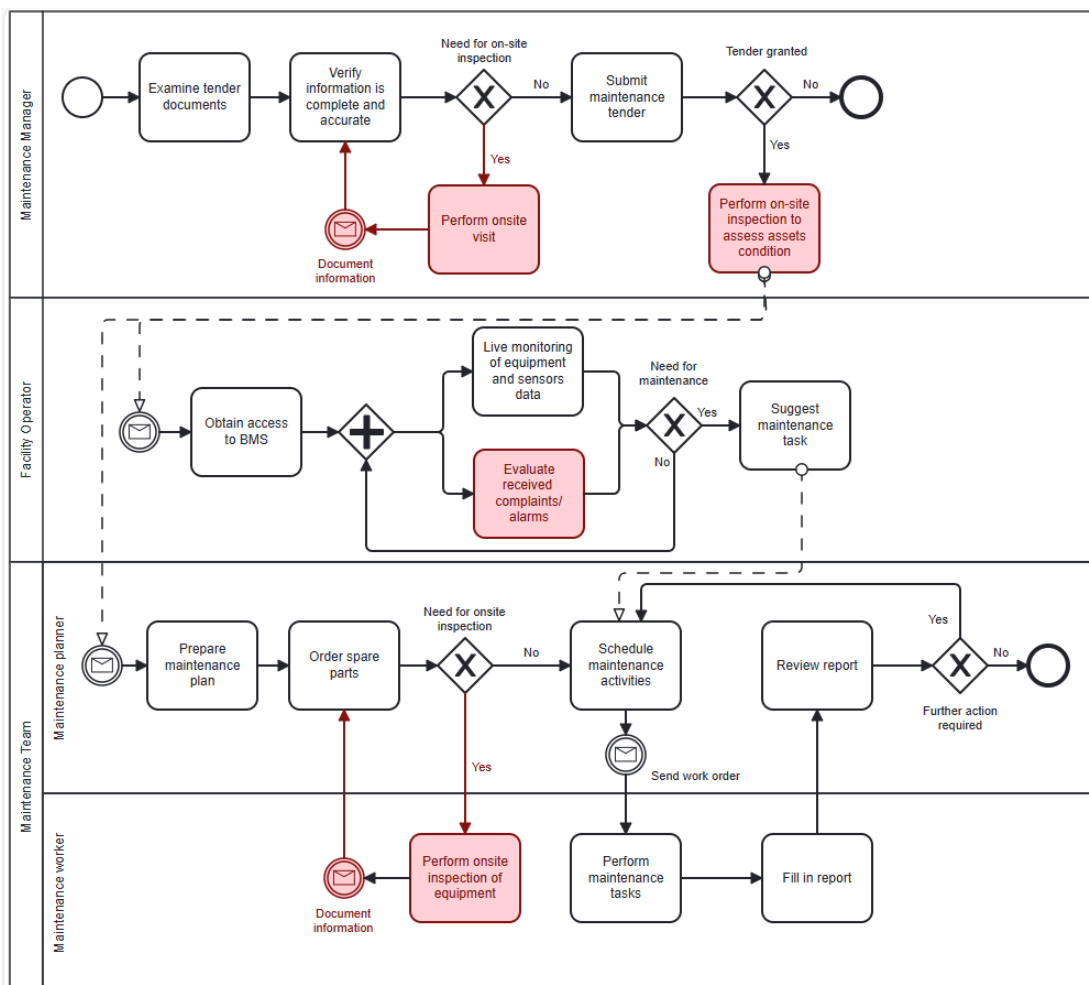 Maintenance Manager
Examine tender
documents
Verify
information is
complete and
accurate
Need for on-site
inspection
No
Yes
Submit
maintenance
tender
Tender granted
No
Yes
Perform onsite
visit
Document
information
Perform on-site
inspection to
assess assets
condition
Facility Operator
Obtain access
to BMS
Live monitoring
of equipment
and sensors
data
Evaluate
received
complaints/
alarms
Need for
maintenance
Yes
No
Suggest
maintenance
task
Maintenance Team
Maintenance planner
Prepare
maintenance
plan
Order spare
parts
Need for onsite
inspection
No
Yes
Schedule
maintenance
activities
Send work order
Review report
Yes
No
Further action
required
Maintenance worker
Document
information
Perform onsite
inspection of
equipment
Perform
maintenance
tasks
Fill in report